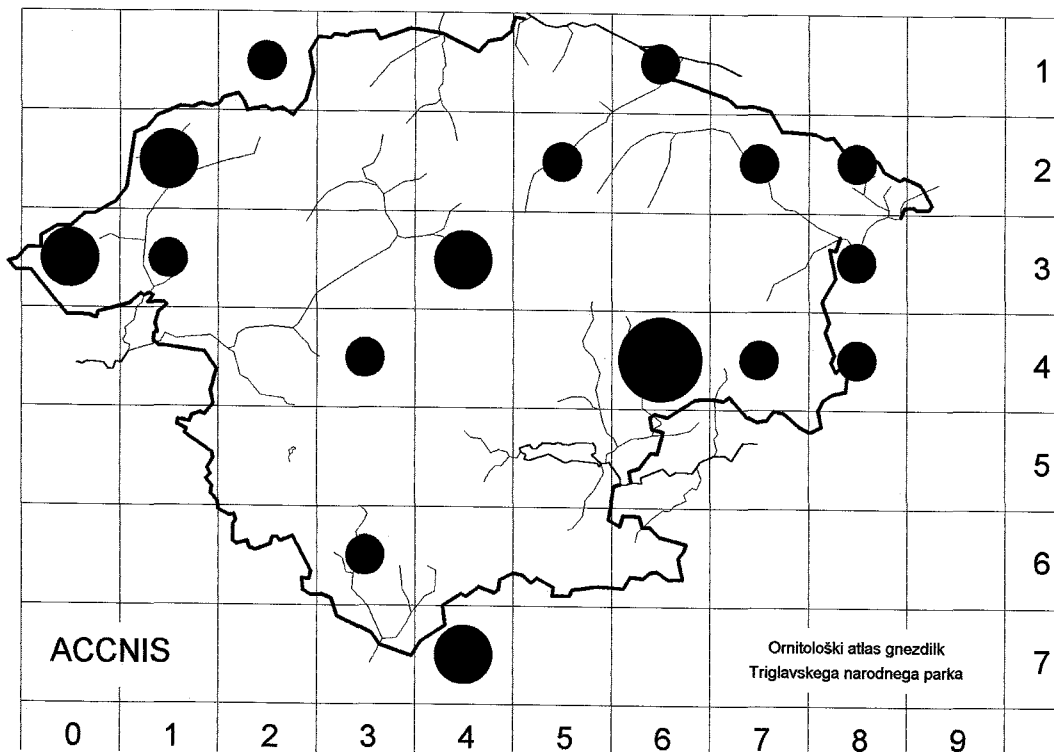 1
2
3
4
5
6
ACCNIS
Ornitološki atlas gnezdilk
Triglavskega narodnega parka
7
0 1 2 3 4 5 6 7 8 9